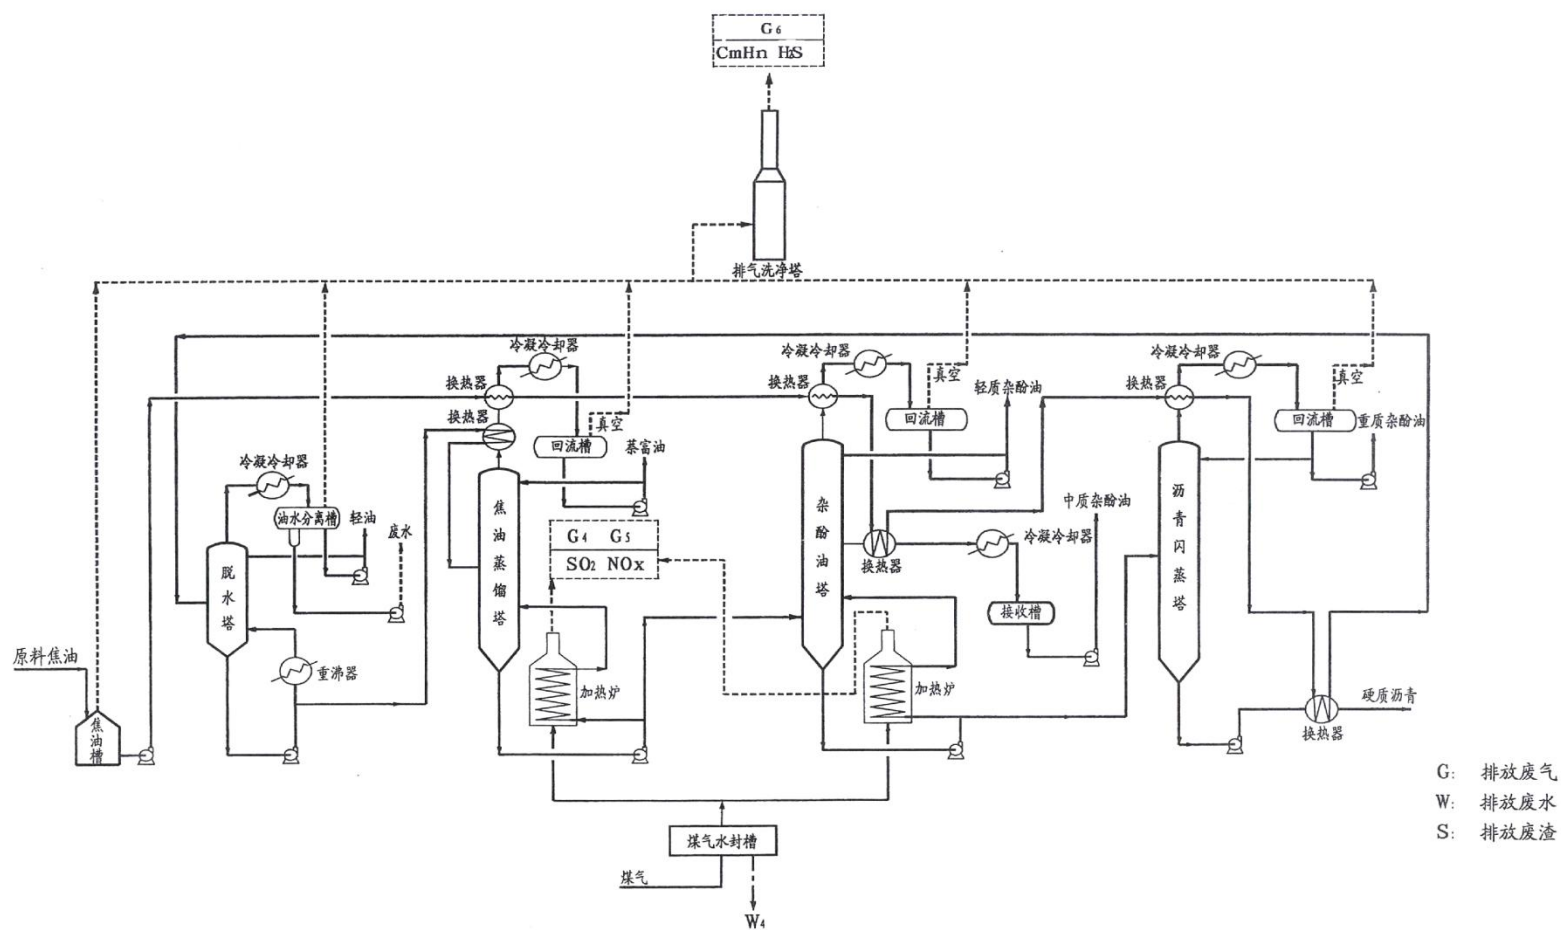 G6
CmHn H2S
排气洗净塔
冷凝冷却器
冷凝冷却器
冷凝冷却器
换热器
换热器
换热器
真空
真空
轻质杂酚油
换热器
真空
回流槽
回流槽
重质杂酚油
回流槽
蒽富油
冷凝冷却器
油水分离槽
轻油
废水
焦油蒸馏塔
杂酚油塔
沥青闪蒸塔
中质杂酚油
G4 G5
SO2 NOx
冷凝冷却器
换热器
脱水塔
接收槽
原料焦油
重沸器
加热炉
加热炉
硬质沥青
焦油槽
换热器
G: 排放废气
W: 排放废水
S: 排放废渣
煤气水封槽
煤气
W4